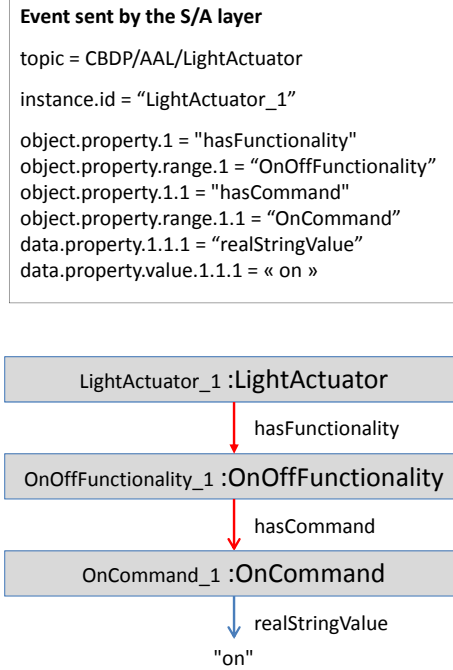 Event sent by the S/A layer
topic = CBDP/AAL/LightActuator
instance.id = “LightActuator_1”
object.property.1 = "hasFunctionality"
object.property.range.1 = “OnOffFunctionality”
object.property.1.1 = "hasCommand"
object.property.range.1.1 = “OnCommand”
data.property.1.1.1 = “realStringValue”
data.property.value.1.1.1 = « on »
LightActuator_1 :LightActuator
hasFunctionality
OnOffFunctionality_1 :OnOffFunctionality
hasCommand
OnCommand_1 :OnCommand
realStringValue
"on"